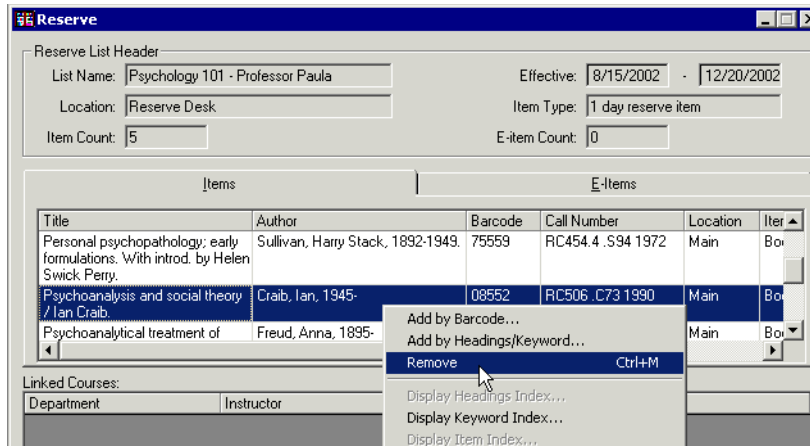 Reserve
Reserve List Header
List Name: Psychology 101 - Professor Paula Effective: 8/15/2002 - 12/20/2002
Location: Reserve Desk Item Type: 1 day reserve item
Item Count: 5 E-item Count: 0
Items E-Items
Title Author Barcode Call Number Location
Personal psychopathology; early Sullivan, Harry Stack, 1892-1949. 75559 RC454.4 .S94 1972 Main
formulations. With introd. by Helen
Swick Perry.
Psychoanalysis and social theory Craib, Ian, 1945- 08552 RC506 .C73 1990 Main
/ Ian Craib.
Psychoanalytical treatment of Freud, Anna, 1895- Main
Add by Barcode...
Add by Headings/Keyword...
Remove Ctrl+M
Display Headings Index...
Display Keyword Index...
Display Item Index...
Linked Courses:
Department Instructor